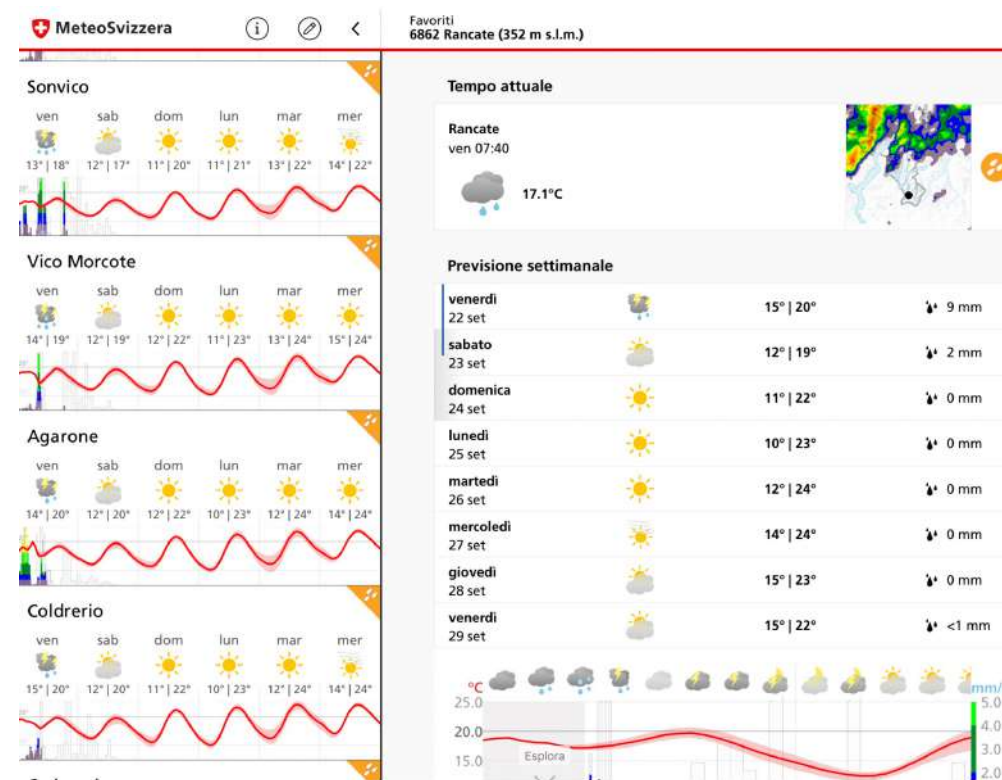 MeteoSvizzera
Favoriti
6862 Rancate (352 m s.l.m.)
Sonvico
ven sab dom lun mar mer
13° | 18° 12° | 17° 11° | 20° 11° | 21° 13° | 22° 14° | 22°
Vico Morcote
ven sab dom lun mar mer
14° | 19° 12° | 19° 12° | 22° 11° | 23° 13° | 24° 15° | 24°
Agarone
ven sab dom lun mar mer
14° | 20° 12° | 20° 12° | 22° 10° | 23° 12° | 24° 14° | 24°
Coldrerio
ven sab dom lun mar mer
15° | 20° 12° | 20° 11° | 22° 10° | 23° 12° | 24° 14° | 24°
Tempo attuale
Rancate
ven 07:40
17.1°C
Previsione settimanale
venerdì
22 set
15° | 20° 9 mm
sabato
23 set
12° | 19° 2 mm
domenica
24 set
11° | 22° 0 mm
lunedì
25 set
10° | 23° 0 mm
martedì
26 set
12° | 24° 0 mm
mercoledì
27 set
14° | 24° 0 mm
giovedì
28 set
15° | 23° 0 mm
venerdì
29 set
15° | 22° <1 mm
°C mm/
25.0 5.0
20.0 4.0
15.0 3.0
Esplora
2.0